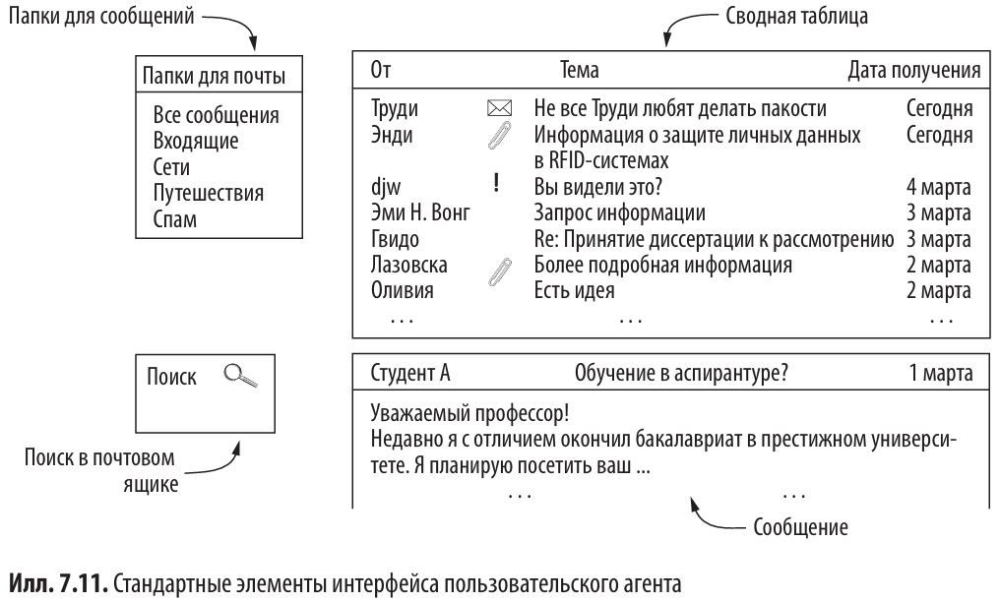 Папки для сообщений
Сводная таблица
Папки для почты
Все сообщения
Входящие
Сети
Путешествия
Спам
От Тема Дата получения
Труди Не все Труди любят делать пакости Сегодня
Энди Информация о защите личных данных Сегодня
в RFID-системах
djw ! Вы видели это? 4 марта
Эми Н. Вонг Запрос информации 3 марта
Гвидо Re: Принятие диссертации к рассмотрению 3 марта
Лазовска Более подробная информация 2 марта
Оливия Есть идея 2 марта
... ... ...
Поиск
Поиск в почтовом
ящике
Студент А Обучение в аспирантуре? 1 марта
Уважаемый профессор!
Недавно я с отличием окончил бакалавриат в престижном универси-
тете. Я планирую посетить ваш ...
... ...
Сообщение
Илл. 7.11. Стандартные элементы интерфейса пользовательского агента